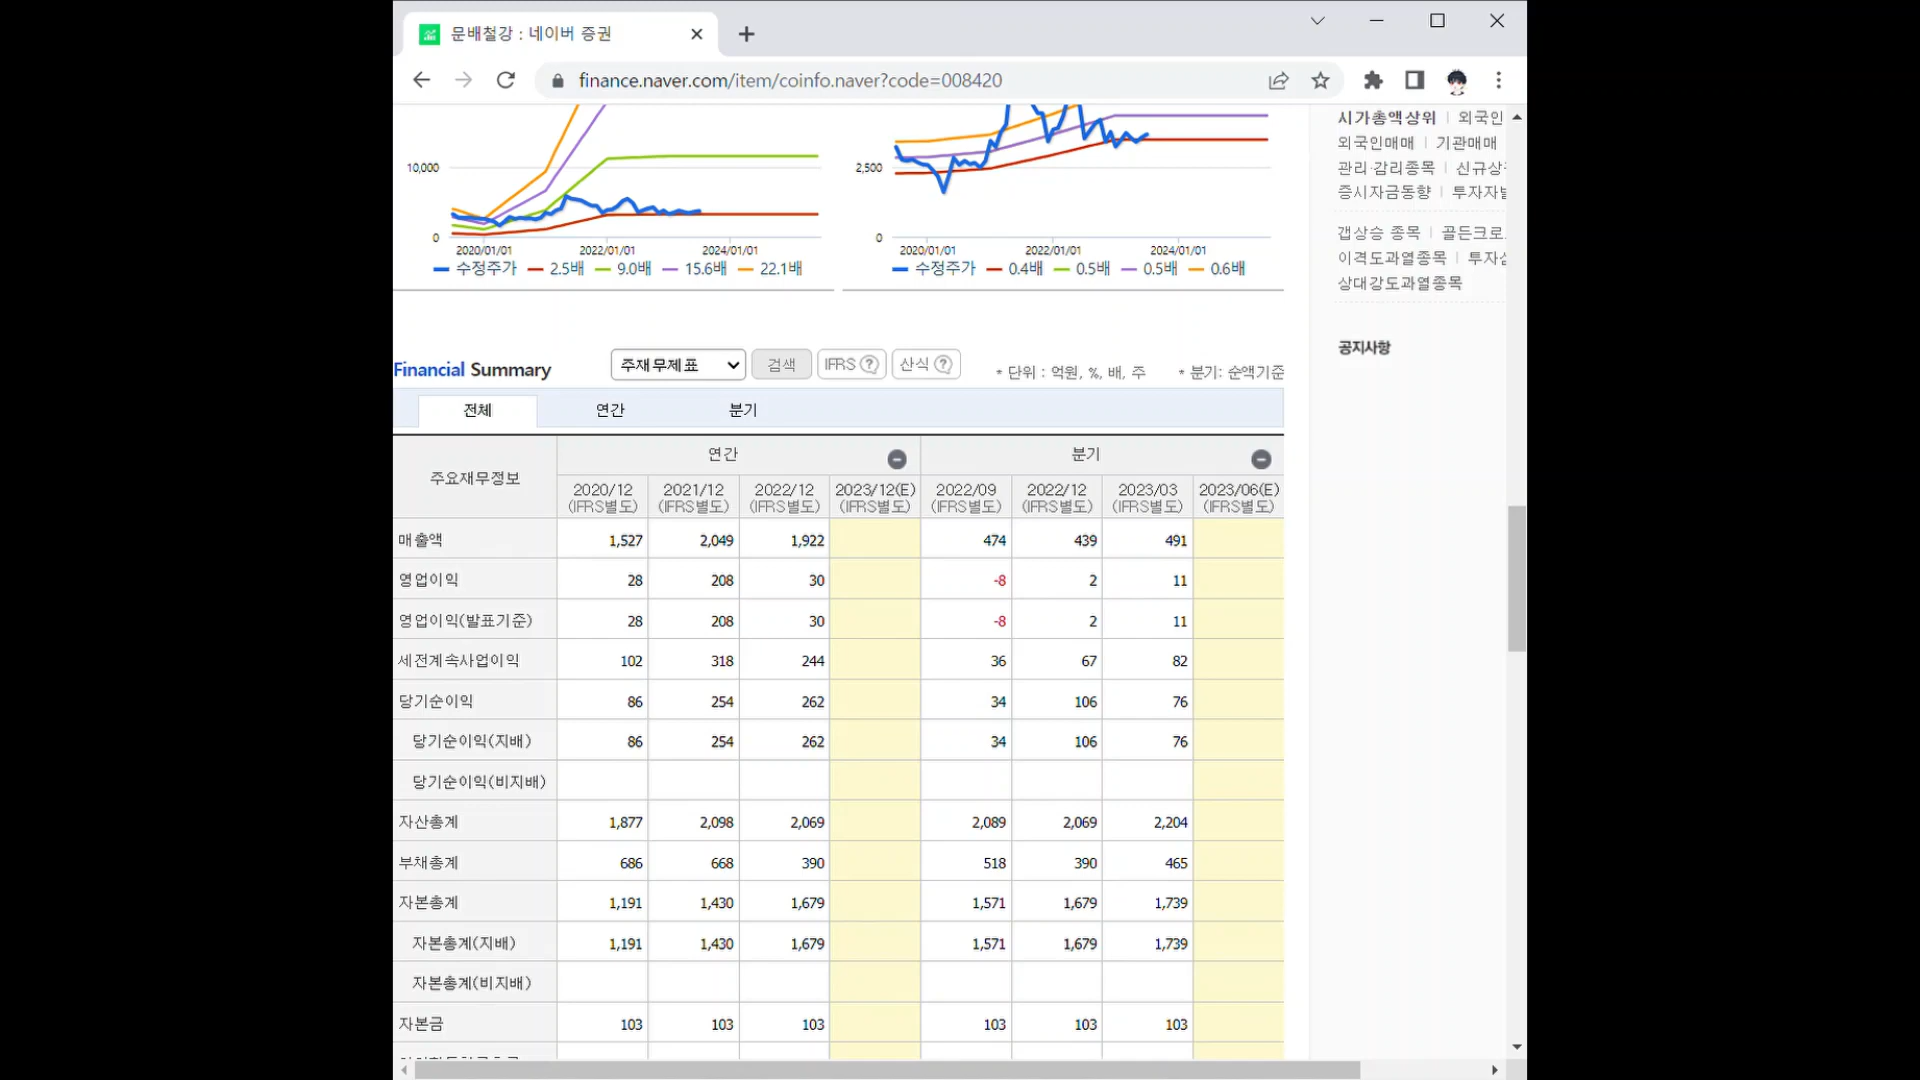 문배철강 : 네이버 증권
finance.naver.com/item/coinfo.naver?code=008420
10,000
0
2020/01/01 2022/01/01 2024/01/01
수정주가 2.5배 9.0배 15.6배 22.1배
2,500
0
2020/01/01 2022/01/01 2024/01/01
수정주가 0.4배 0.5배 0.5배 0.6배
시가총액상위 외국인
외국인매매 기관매매
관리·감리종목 신규상
증시자금동향 투자자별
갭상승 종목 골든크로
이격도과열종목 투자심
상대강도과열종목
공지사항
Financial Summary 주재무제표 검색 IFRS ? 산식 ? * 단위 : 억원, %, 배, 주 * 분기: 순액기준
전체 연간 분기
주요재무정보 연간 분기
2020/12 2021/12 2022/12 2023/12(E) 2022/09 2022/12 2023/03 2023/06(E)
(IFRS별도) (IFRS별도) (IFRS별도) (IFRS별도) (IFRS별도) (IFRS별도) (IFRS별도) (IFRS별도)
매출액 1,527 2,049 1,922 474 439 491
영업이익 28 208 30 -8 2 11
영업이익(발표기준) 28 208 30 -8 2 11
세전계속사업이익 102 318 244 36 67 82
당기순이익 86 254 262 34 106 76
당기순이익(지배) 86 254 262 34 106 76
당기순이익(비지배)
자산총계 1,877 2,098 2,069 2,089 2,069 2,204
부채총계 686 668 390 518 390 465
자본총계 1,191 1,430 1,679 1,571 1,679 1,739
자본총계(지배) 1,191 1,430 1,679 1,571 1,679 1,739
자본총계(비지배)
자본금 103 103 103 103 103 103